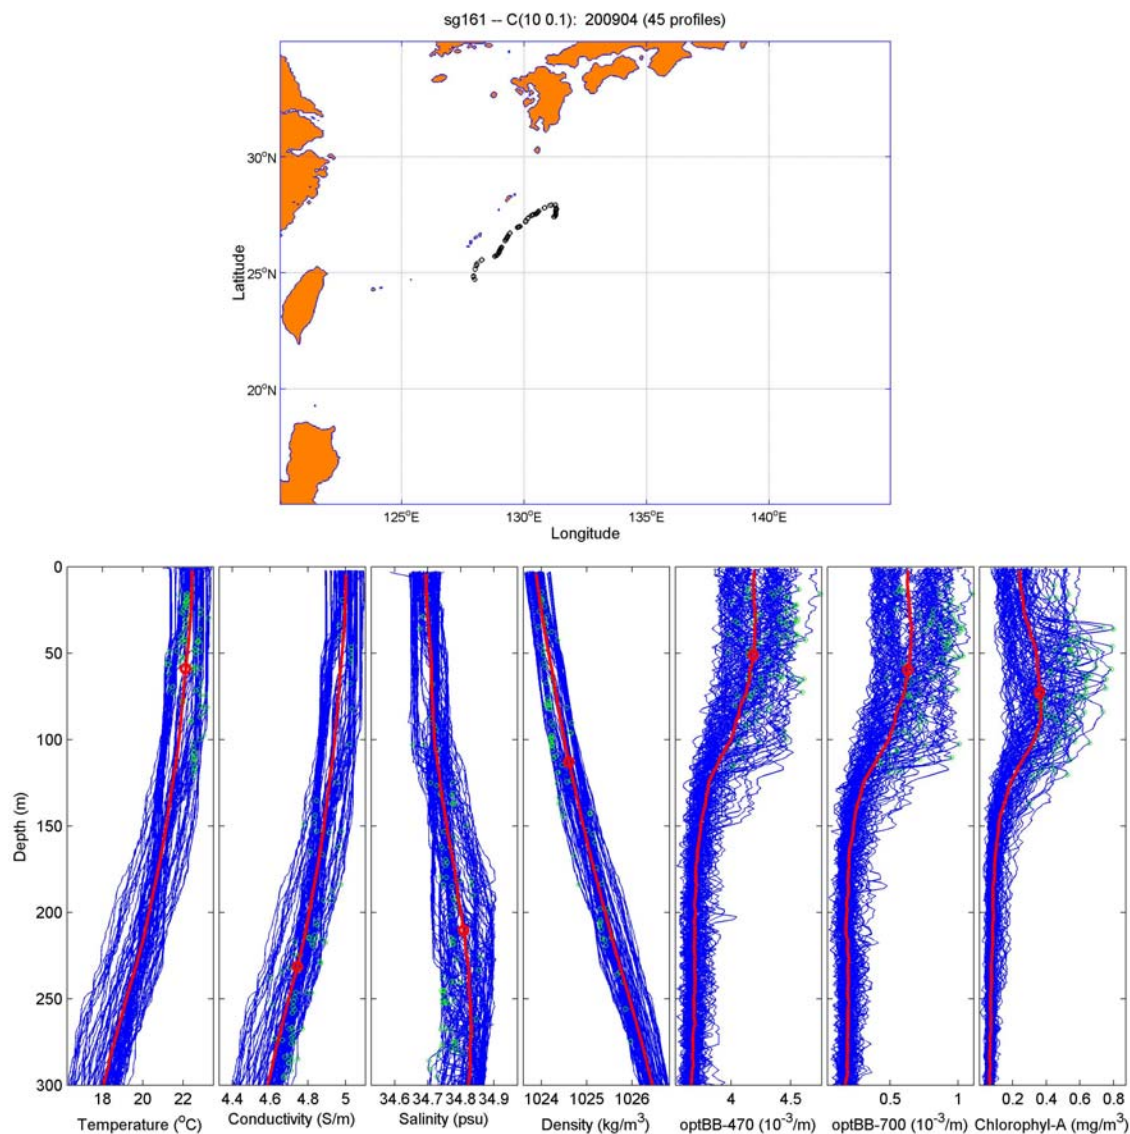 sg161 -- C(10 0.1): 200904 (45 profiles)
30°N
25°N
20°N
Latitude
125°E 130°E 135°E 140°E
Longitude
0
50
100
150
200
250
300
Depth (m)
18 20 22
4.4 4.6 4.8 5
34.6 34.7 34.8 34.9
1024 1025 1026
4 4.5
0.5 1
0.2 0.4 0.6 0.8
Temperature (°C)
Conductivity (S/m)
Salinity (psu)
Density (kg/m³)
optBB-470 (10⁻³/m)
optBB-700 (10⁻³/m)
Chlorophyl-A (mg/m³)